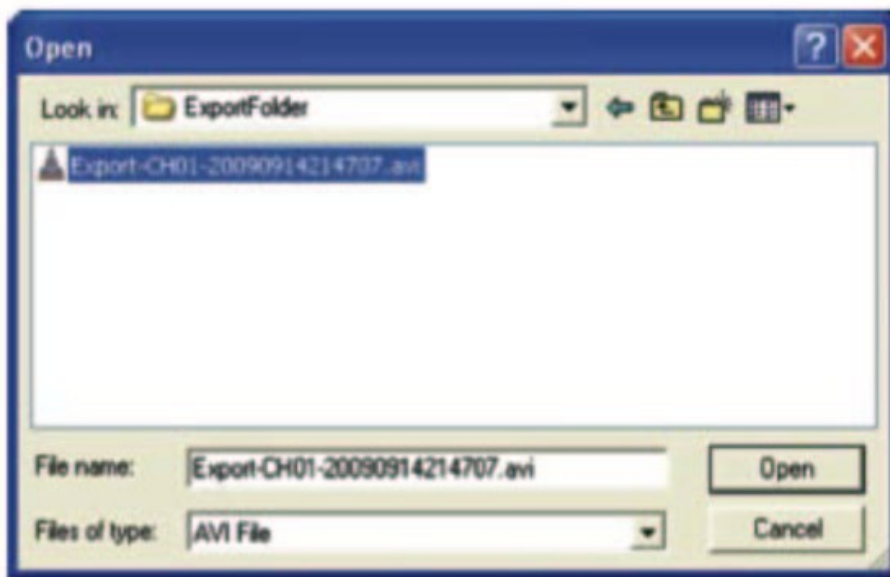 Open
Look in: ExportFolder
Export-CH01-20090914214707.avi
File name: Export-CH01-20090914214707.avi Open
Files of type: AVI File Cancel